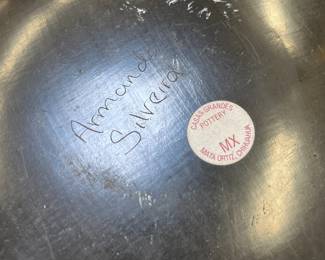 Armando
Silveira
CASAS GRANDES
POTTERY
MX
MATA ORTIZ, CHIHUAHUA